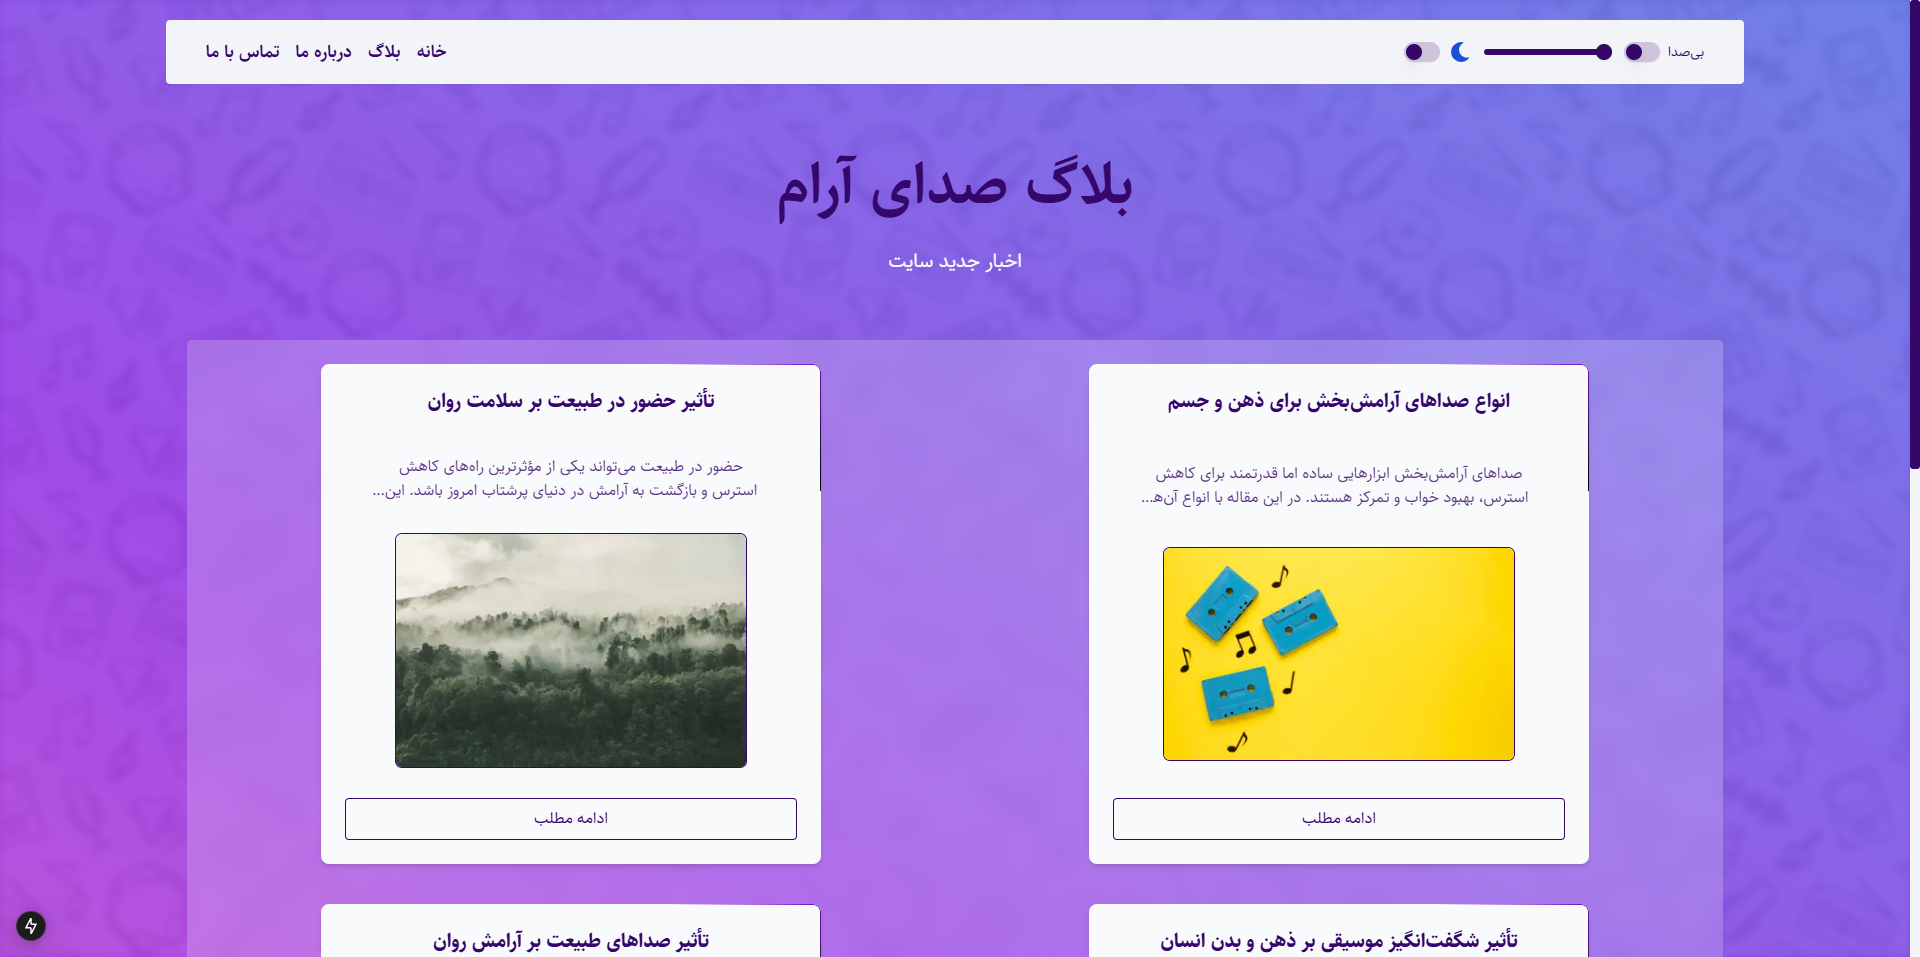 بی‌صدا
خانه
بلاگ
درباره ما
تماس با ما
بلاگ صدای آرام
اخبار جدید سایت
انواع صداهای آرامش‌بخش برای ذهن و جسم
صداهای آرامش‌بخش ابزارهایی ساده اما قدرتمند برای کاهش
استرس، بهبود خواب و تمرکز هستند. در این مقاله با انواع آن‌ه...
ادامه مطلب
تأثیر حضور در طبیعت بر سلامت روان
حضور در طبیعت می‌تواند یکی از مؤثرترین راه‌های کاهش
استرس و بازگشت به آرامش در دنیای پرشتاب امروز باشد. این...
ادامه مطلب
تأثیر شگفت‌انگیز موسیقی بر ذهن و بدن انسان
تأثیر صداهای طبیعت بر آرامش روان